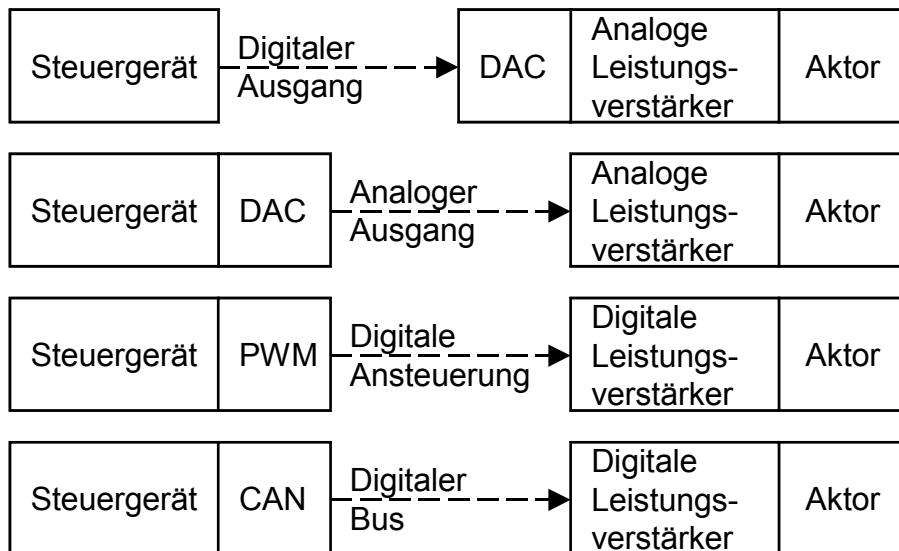 Steuergerät
Digitaler
Ausgang
DAC
Analoge
Leistungs-
verstärker
Aktor
Steuergerät
DAC
Analoger
Ausgang
Analoge
Leistungs-
verstärker
Aktor
Steuergerät
PWM
Digitale
Ansteuerung
Digitale
Leistungs-
verstärker
Aktor
Steuergerät
CAN
Digitaler
Bus
Digitale
Leistungs-
verstärker
Aktor